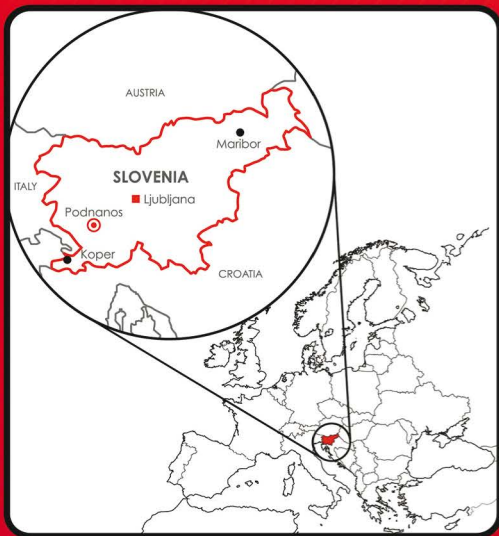 AUSTRIA
Maribor
SLOVENIA
ITALY
Ljubljana
Podnanos
Koper
CROATIA